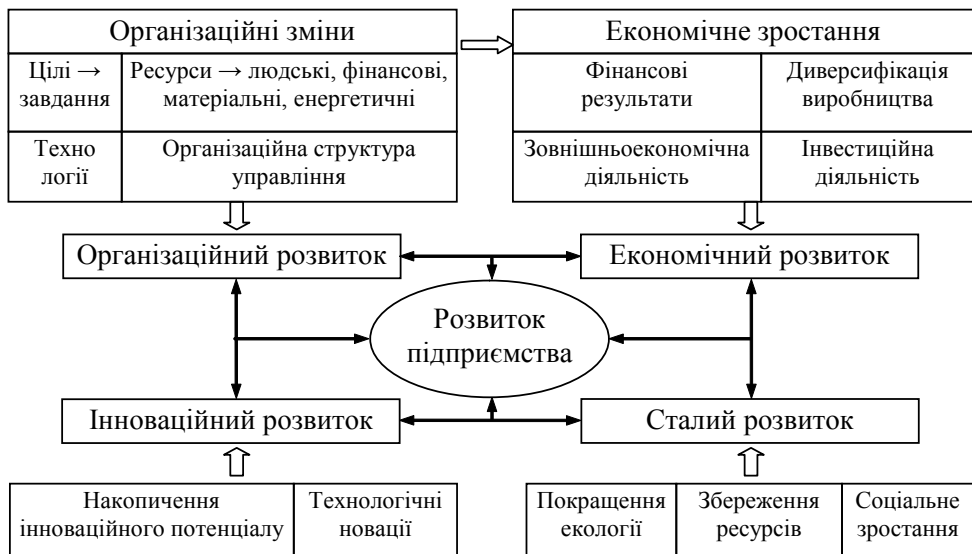 Організаційні зміни
Економічне зростання
Цілі →
завдання
Ресурси → людські, фінансові,
матеріальні, енергетичні
Фінансові
результати
Диверсифікація
виробництва
Техно
логії
Організаційна структура
управління
Зовнішньоекономічна
діяльність
Інвестиційна
діяльність
Організаційний розвиток
Економічний розвиток
Розвиток
підприємства
Інноваційний розвиток
Сталий розвиток
Накопичення
інноваційного потенціалу
Технологічні
новації
Покращення
екології
Збереження
ресурсів
Соціальне
зростання